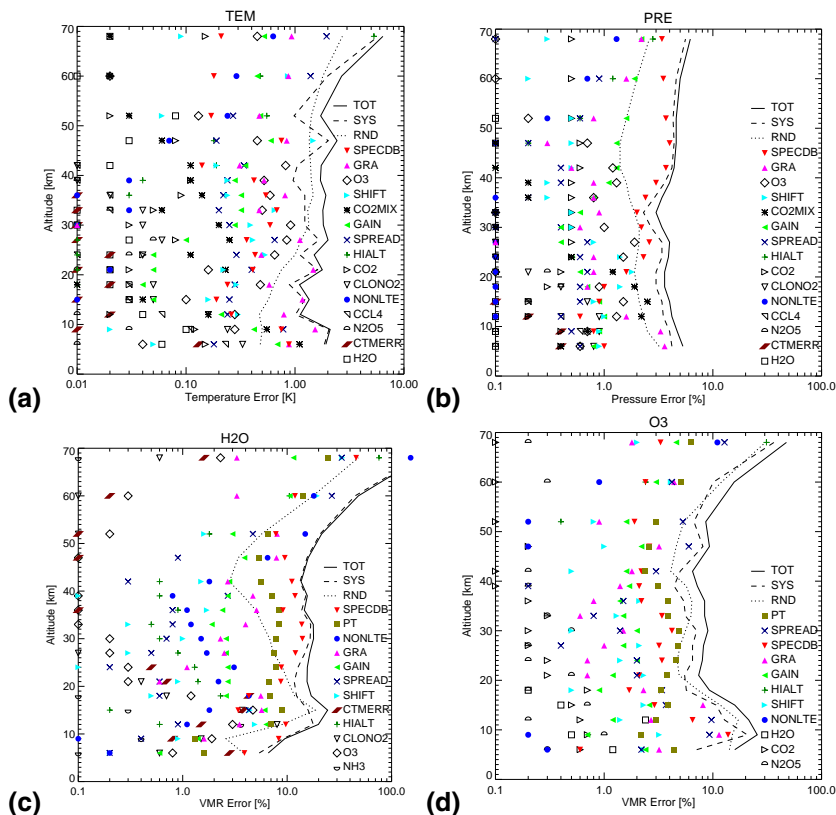 TEM
70
60
50
40
30
20
10
0
Altitude [km]
0.01
0.10
1.00
10.00
Temperature Error [K]
TOT
SYS
RND
SPECDB
GRA
O3
SHIFT
CO2MIX
GAIN
SPREAD
HIALT
CO2
CLONO2
NONLTE
CCL4
N2O5
CTMERR
H2O
(a)
PRE
70
60
50
40
30
20
10
0
Altitude [km]
0.1
1.0
10.0
100.0
Pressure Error [%]
TOT
SYS
RND
SPECDB
GRA
O3
SHIFT
CO2MIX
GAIN
SPREAD
HIALT
CO2
CLONO2
NONLTE
CCL4
N2O5
CTMERR
H2O
(b)
H2O
70
60
50
40
30
20
10
0
Altitude [km]
0.1
1.0
10.0
100.0
VMR Error [%]
TOT
SYS
RND
SPECDB
PT
NONLTE
GRA
GAIN
SPREAD
SHIFT
CTMERR
HIALT
CLONO2
O3
NH3
(c)
O3
70
60
50
40
30
20
10
0
Altitude [km]
0.1
1.0
10.0
100.0
VMR Error [%]
TOT
SYS
RND
PT
SPREAD
SPECDB
GRA
GAIN
HIALT
SHIFT
NONLTE
H2O
CO2
N2O5
(d)